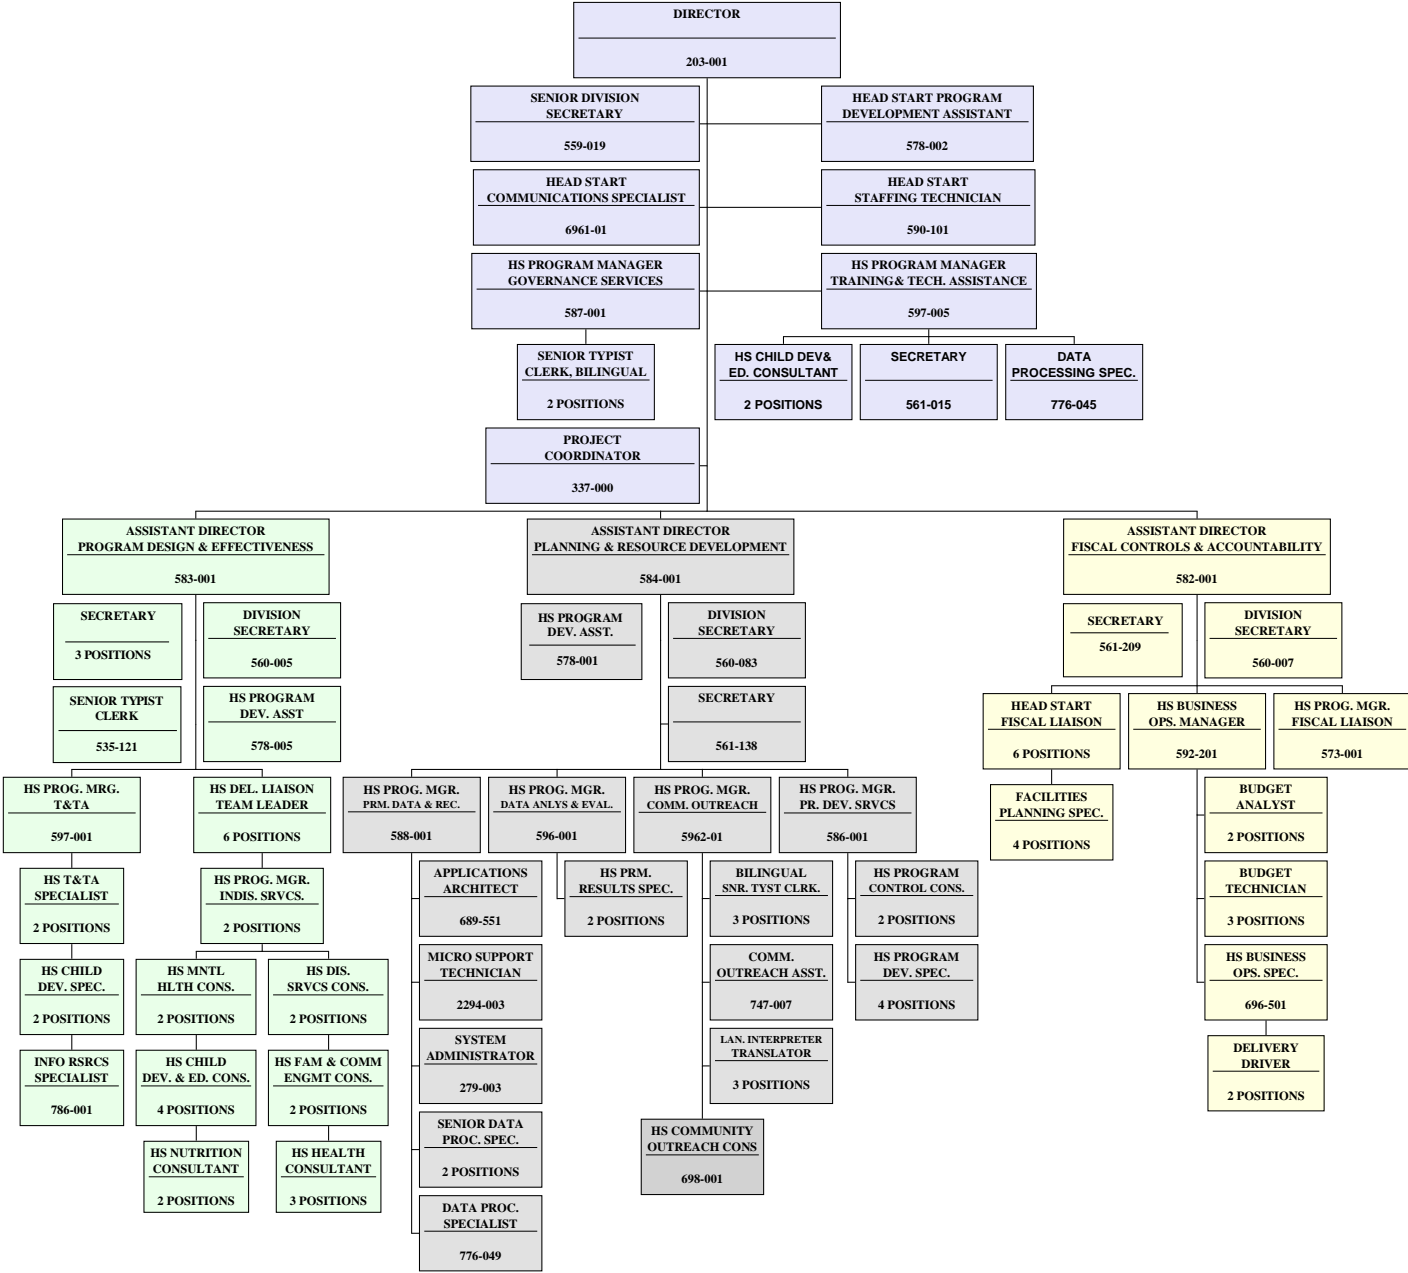 DIRECTOR
203-001
SENIOR DIVISION
SECRETARY
559-019
HEAD START PROGRAM
DEVELOPMENT ASSISTANT
578-002
HEAD START
COMMUNICATIONS SPECIALIST
6961-01
HEAD START
STAFFING TECHNICIAN
590-101
HS PROGRAM MANAGER
GOVERNANCE SERVICES
587-001
HS PROGRAM MANAGER
TRAINING& TECH. ASSISTANCE
597-005
SENIOR TYPIST
CLERK, BILINGUAL
2 POSITIONS
HS CHILD DEV&
ED. CONSULTANT
2 POSITIONS
SECRETARY
561-015
DATA
PROCESSING SPEC.
776-045
PROJECT
COORDINATOR
337-000
ASSISTANT DIRECTOR
PROGRAM DESIGN & EFFECTIVENESS
583-001
ASSISTANT DIRECTOR
PLANNING & RESOURCE DEVELOPMENT
584-001
ASSISTANT DIRECTOR
FISCAL CONTROLS & ACCOUNTABILITY
582-001
SECRETARY
3 POSITIONS
DIVISION
SECRETARY
560-005
SENIOR TYPIST
CLERK
535-121
HS PROGRAM
DEV. ASST
578-005
HS PROGRAM
DEV. ASST.
578-001
DIVISION
SECRETARY
560-083
SECRETARY
561-138
SECRETARY
561-209
DIVISION
SECRETARY
560-007
HEAD START
FISCAL LIAISON
6 POSITIONS
HS BUSINESS
OPS. MANAGER
592-201
HS PROG. MGR.
FISCAL LIAISON
573-001
HS PROG. MRG.
T&TA
597-001
HS DEL. LIAISON
TEAM LEADER
6 POSITIONS
HS PROG. MGR.
PRM. DATA & REC.
588-001
HS PROG. MGR.
DATA ANLYS & EVAL.
596-001
HS PROG. MGR.
COMM. OUTREACH
5962-01
HS PROG. MGR.
PR. DEV. SRVCS
586-001
FACILITIES
PLANNING SPEC.
4 POSITIONS
BUDGET
ANALYST
2 POSITIONS
HS T&TA
SPECIALIST
2 POSITIONS
HS PROG. MGR.
INDIS. SRVCS.
2 POSITIONS
APPLICATIONS
ARCHITECT
689-551
HS PRM.
RESULTS SPEC.
2 POSITIONS
BILINGUAL
SNR. TYST CLRK.
3 POSITIONS
HS PROGRAM
CONTROL CONS.
2 POSITIONS
BUDGET
TECHNICIAN
3 POSITIONS
HS CHILD
DEV. SPEC.
2 POSITIONS
HS MNTL
HLTH CONS.
2 POSITIONS
HS DIS.
SRVCS CONS.
2 POSITIONS
MICRO SUPPORT
TECHNICIAN
2294-003
COMM.
OUTREACH ASST.
747-007
HS PROGRAM
DEV. SPEC.
4 POSITIONS
HS BUSINESS
OPS. SPEC.
696-501
INFO RSRCS
SPECIALIST
786-001
HS CHILD
DEV. & ED. CONS.
4 POSITIONS
HS FAM & COMM
ENGMT CONS.
2 POSITIONS
SYSTEM
ADMINISTRATOR
279-003
LAN. INTERPRETER
TRANSLATOR
3 POSITIONS
DELIVERY
DRIVER
2 POSITIONS
HS NUTRITION
CONSULTANT
2 POSITIONS
HS HEALTH
CONSULTANT
3 POSITIONS
SENIOR DATA
PROC. SPEC.
2 POSITIONS
HS COMMUNITY
OUTREACH CONS
698-001
DATA PROC.
SPECIALIST
776-049